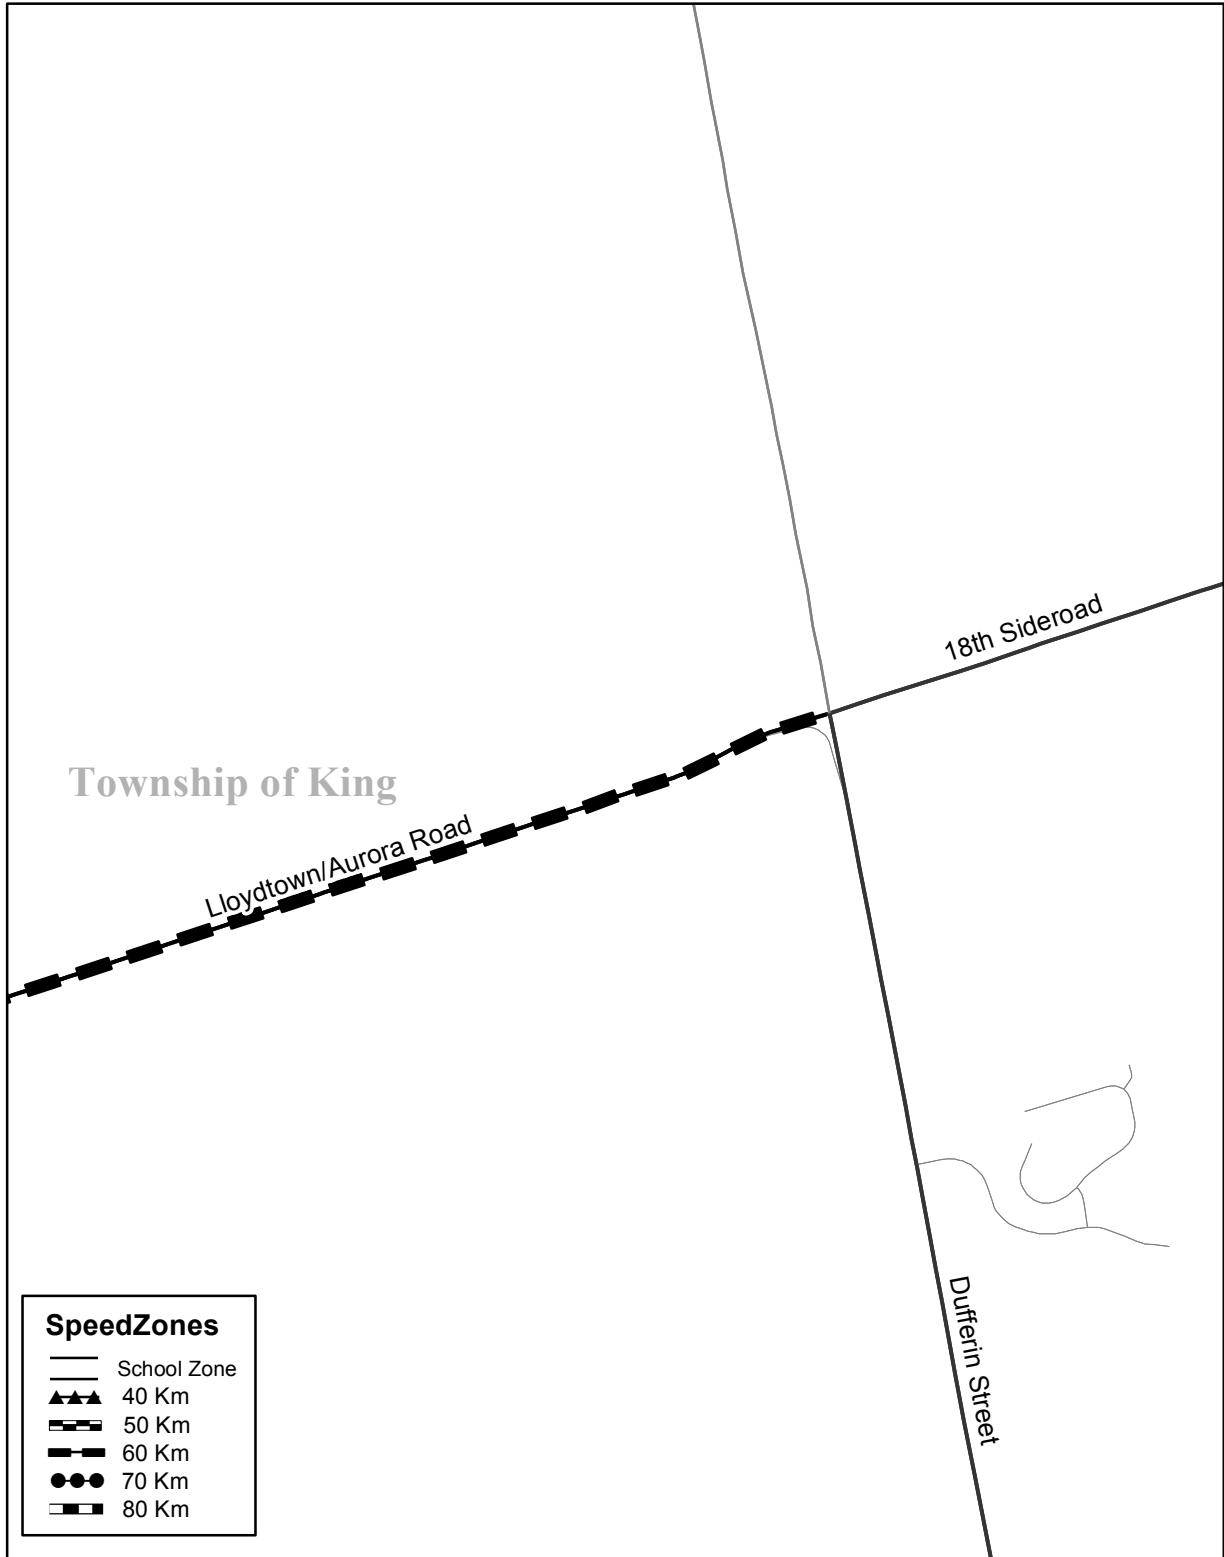 18th Sideroad
Township of King
Lloydtown/Aurora Road
Dufferin Street
SpeedZones
School Zone
40 Km
50 Km
60 Km
70 Km
80 Km